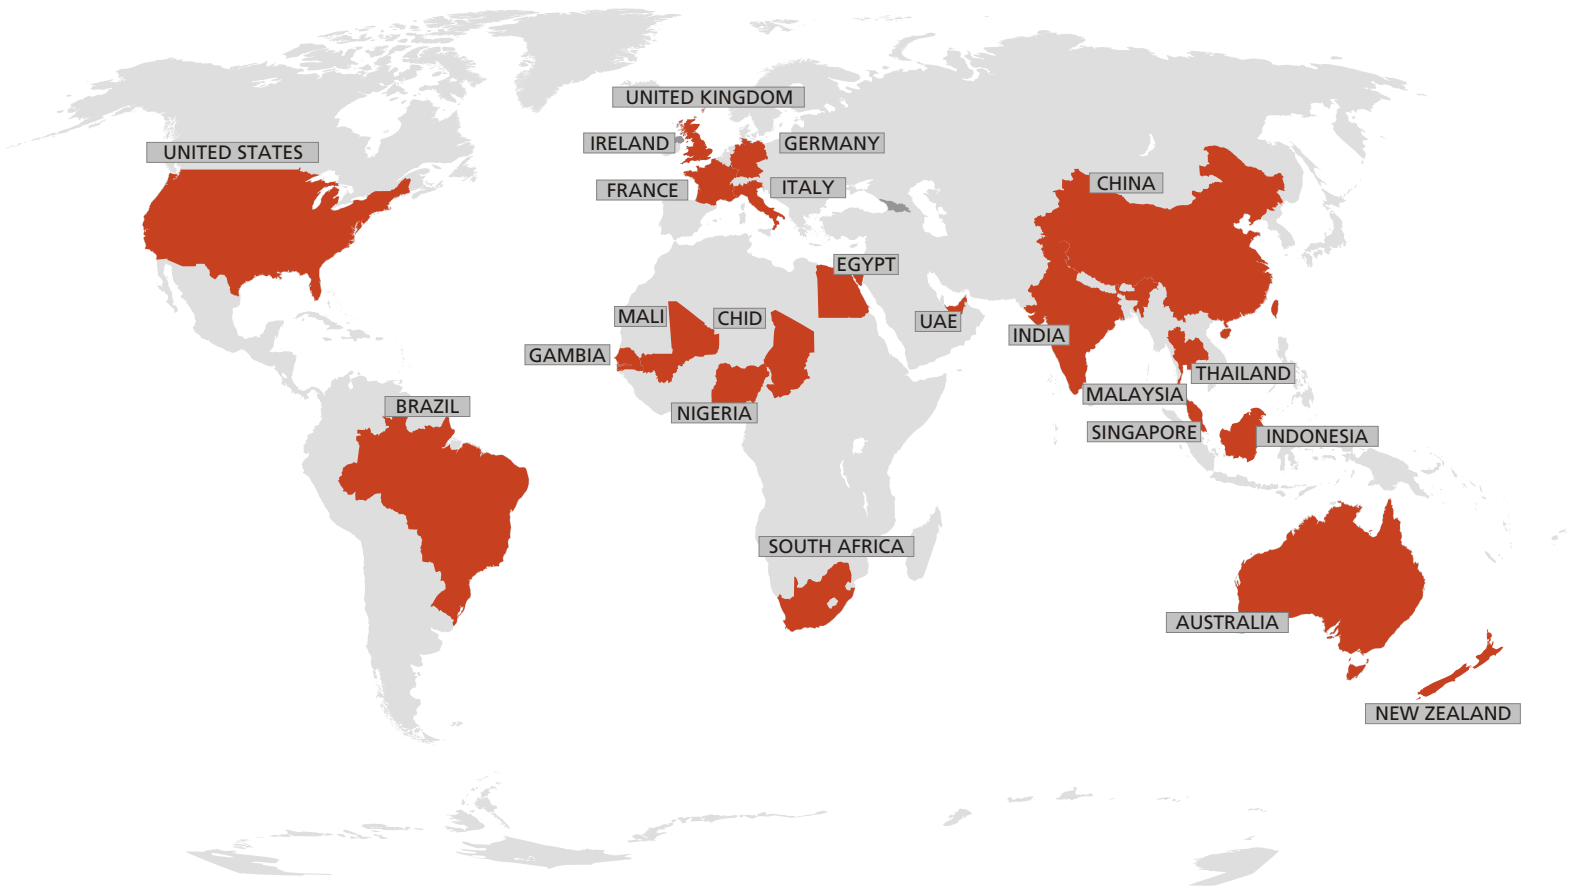 UNITED KINGDOM
IRELAND
GERMANY
UNITED STATES
FRANCE
ITALY
CHINA
EGYPT
MALI
CHID
UAE
INDIA
GAMBIA
THAILAND
MALAYSIA
BRAZIL
NIGERIA
SINGAPORE
INDONESIA
SOUTH AFRICA
AUSTRALIA
NEW ZEALAND